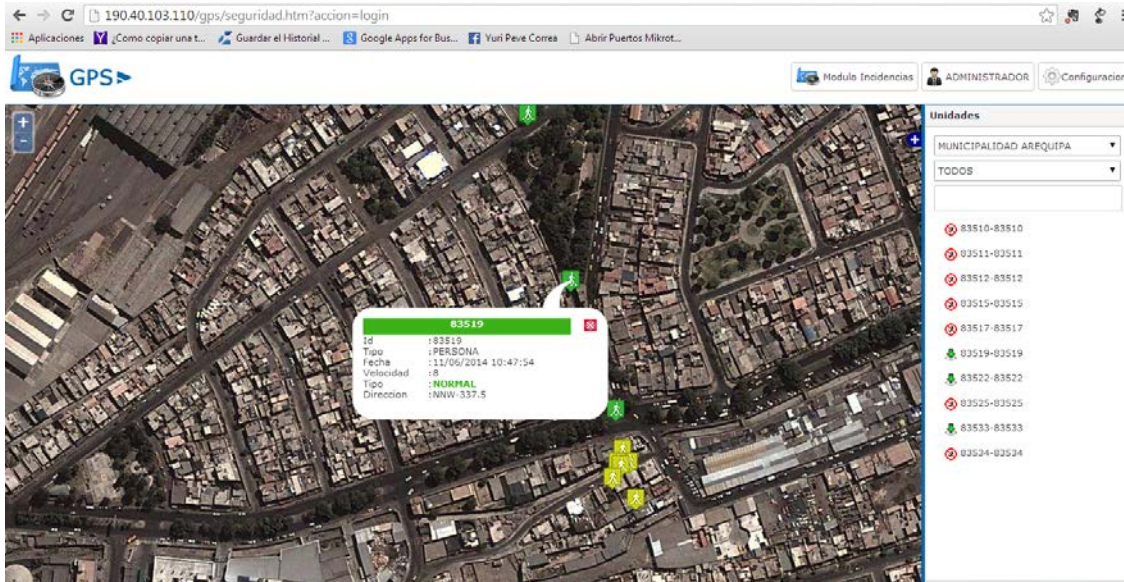 190.40.103.110/gps/seguridad.htm?accion=login
Aplicaciones
¿Como copiar una t...
Guardar el Historial ...
Google Apps for Bus...
Yuri Peve Correa
Abrir Puertos Mikrot...
GPS
Modulo Incidencias
ADMINISTRADOR
Configuracion
Unidades
MUNICIPALIDAD AREQUIPA
TODOS
83510-83510
83511-83511
83512-83512
83515-83515
83517-83517
83519-83519
83522-83522
83525-83525
83533-83533
83534-83534
83519
Id :83519
Tipo :PERSONA
Fecha :11/06/2014 10:47:54
Velocidad :8
Tipo :NORMAL
Direccion :NNW-337.5